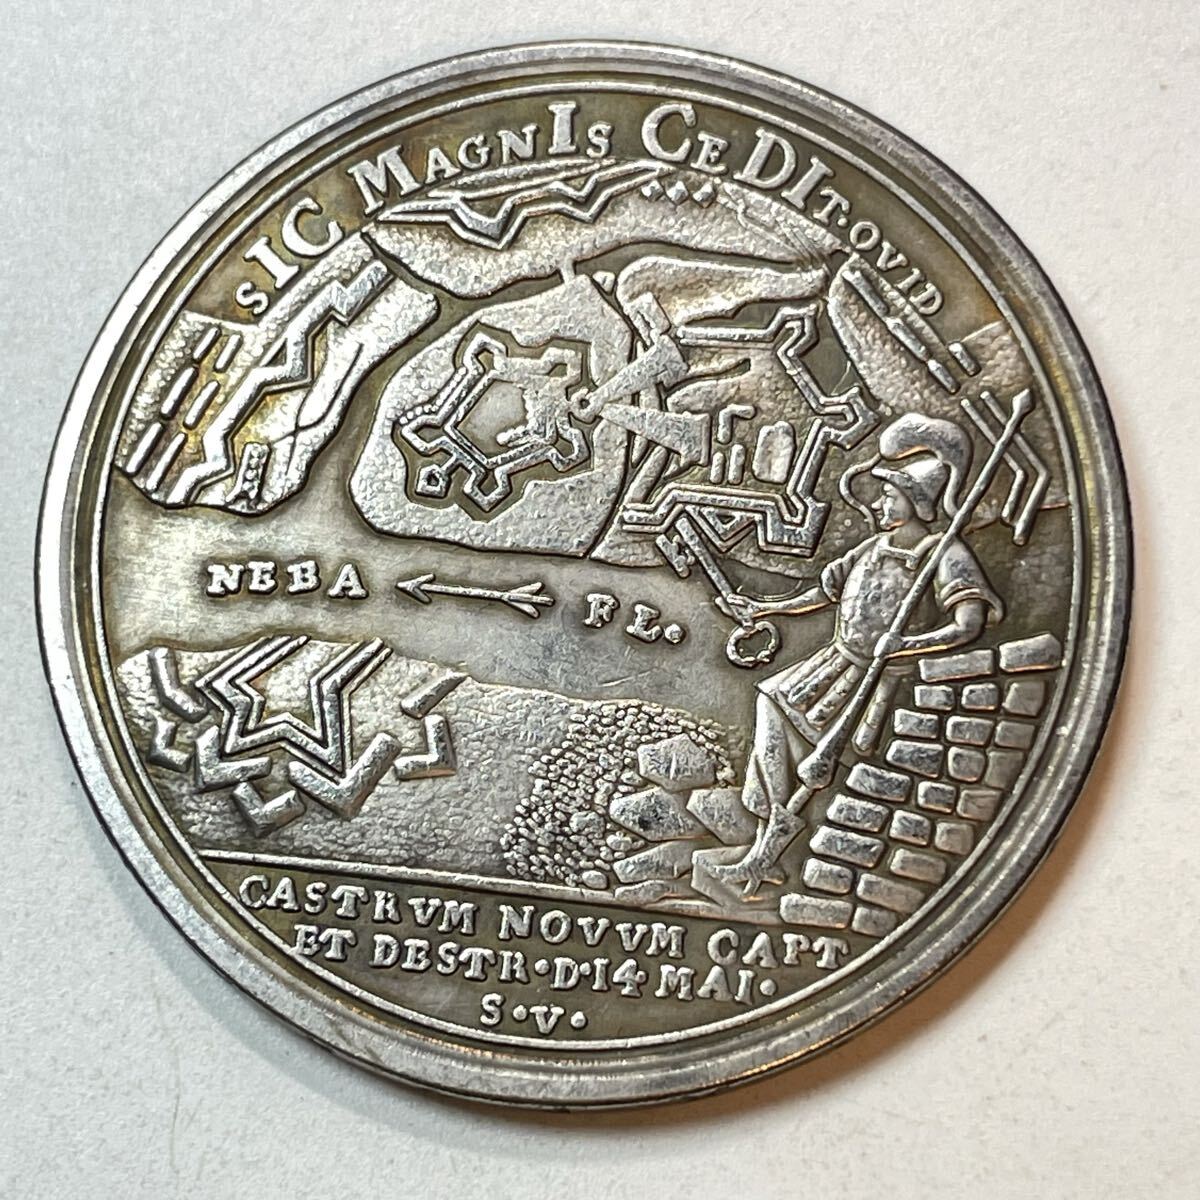 sIC MAGNIs CEDIT·OVID
NEBA FL·
CASTRVM NOVVM CAPT
ET DESTR·D·14 MAI·
S·V·